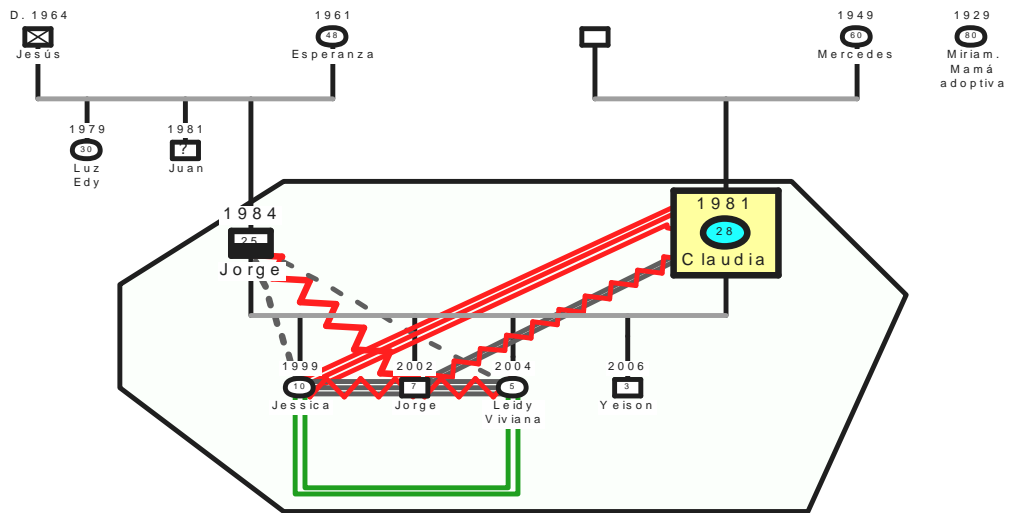 D. 1964
Jesús
1961
48
Esperanza
1949
60
Mercedes
1929
80
Miriam.
Mamá
adoptiva
1979
30
Luz
Edy
1981
?
Juan
1984
25
Jorge
1981
28
Claudia
1999
10
Jessica
2002
7
Jorge
2004
5
Leidy
Viviana
2006
3
Yeison